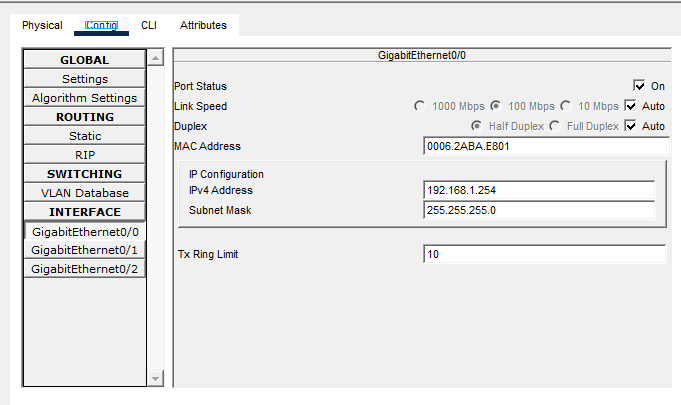 Physical Config CLI Attributes
GLOBAL
Settings
Algorithm Settings
ROUTING
Static
RIP
SWITCHING
VLAN Database
INTERFACE
GigabitEthernet0/0
GigabitEthernet0/1
GigabitEthernet0/2
GigabitEthernet0/0
Port Status On
Link Speed 1000 Mbps 100 Mbps 10 Mbps Auto
Duplex Half Duplex Full Duplex Auto
MAC Address 0006.2ABA.E801
IP Configuration
IPv4 Address 192.168.1.254
Subnet Mask 255.255.255.0
Tx Ring Limit 10